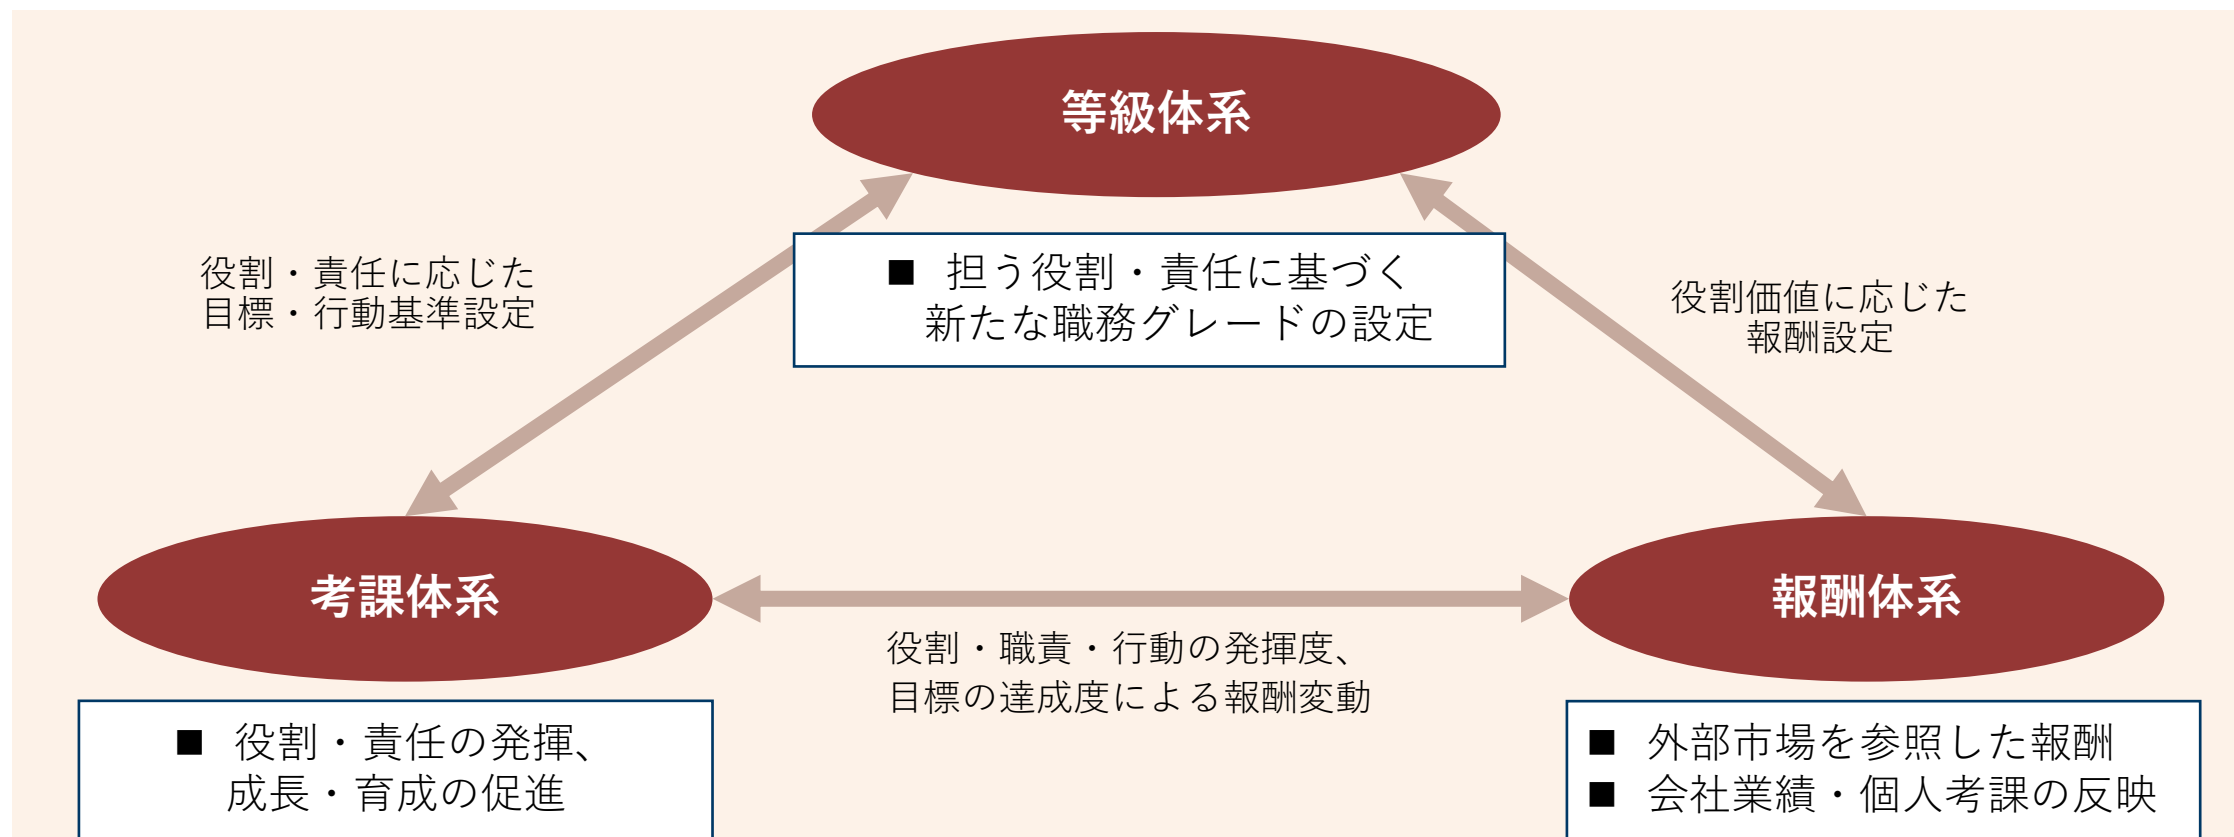 等級体系
■ 担う役割・責任に基づく
新たな職務グレードの設定
役割・責任に応じた
目標・行動基準設定
役割価値に応じた
報酬設定
考課体系
報酬体系
役割・職責・行動の発揮度、
目標の達成度による報酬変動
■ 役割・責任の発揮、
成長・育成の促進
■ 外部市場を参照した報酬
■ 会社業績・個人考課の反映